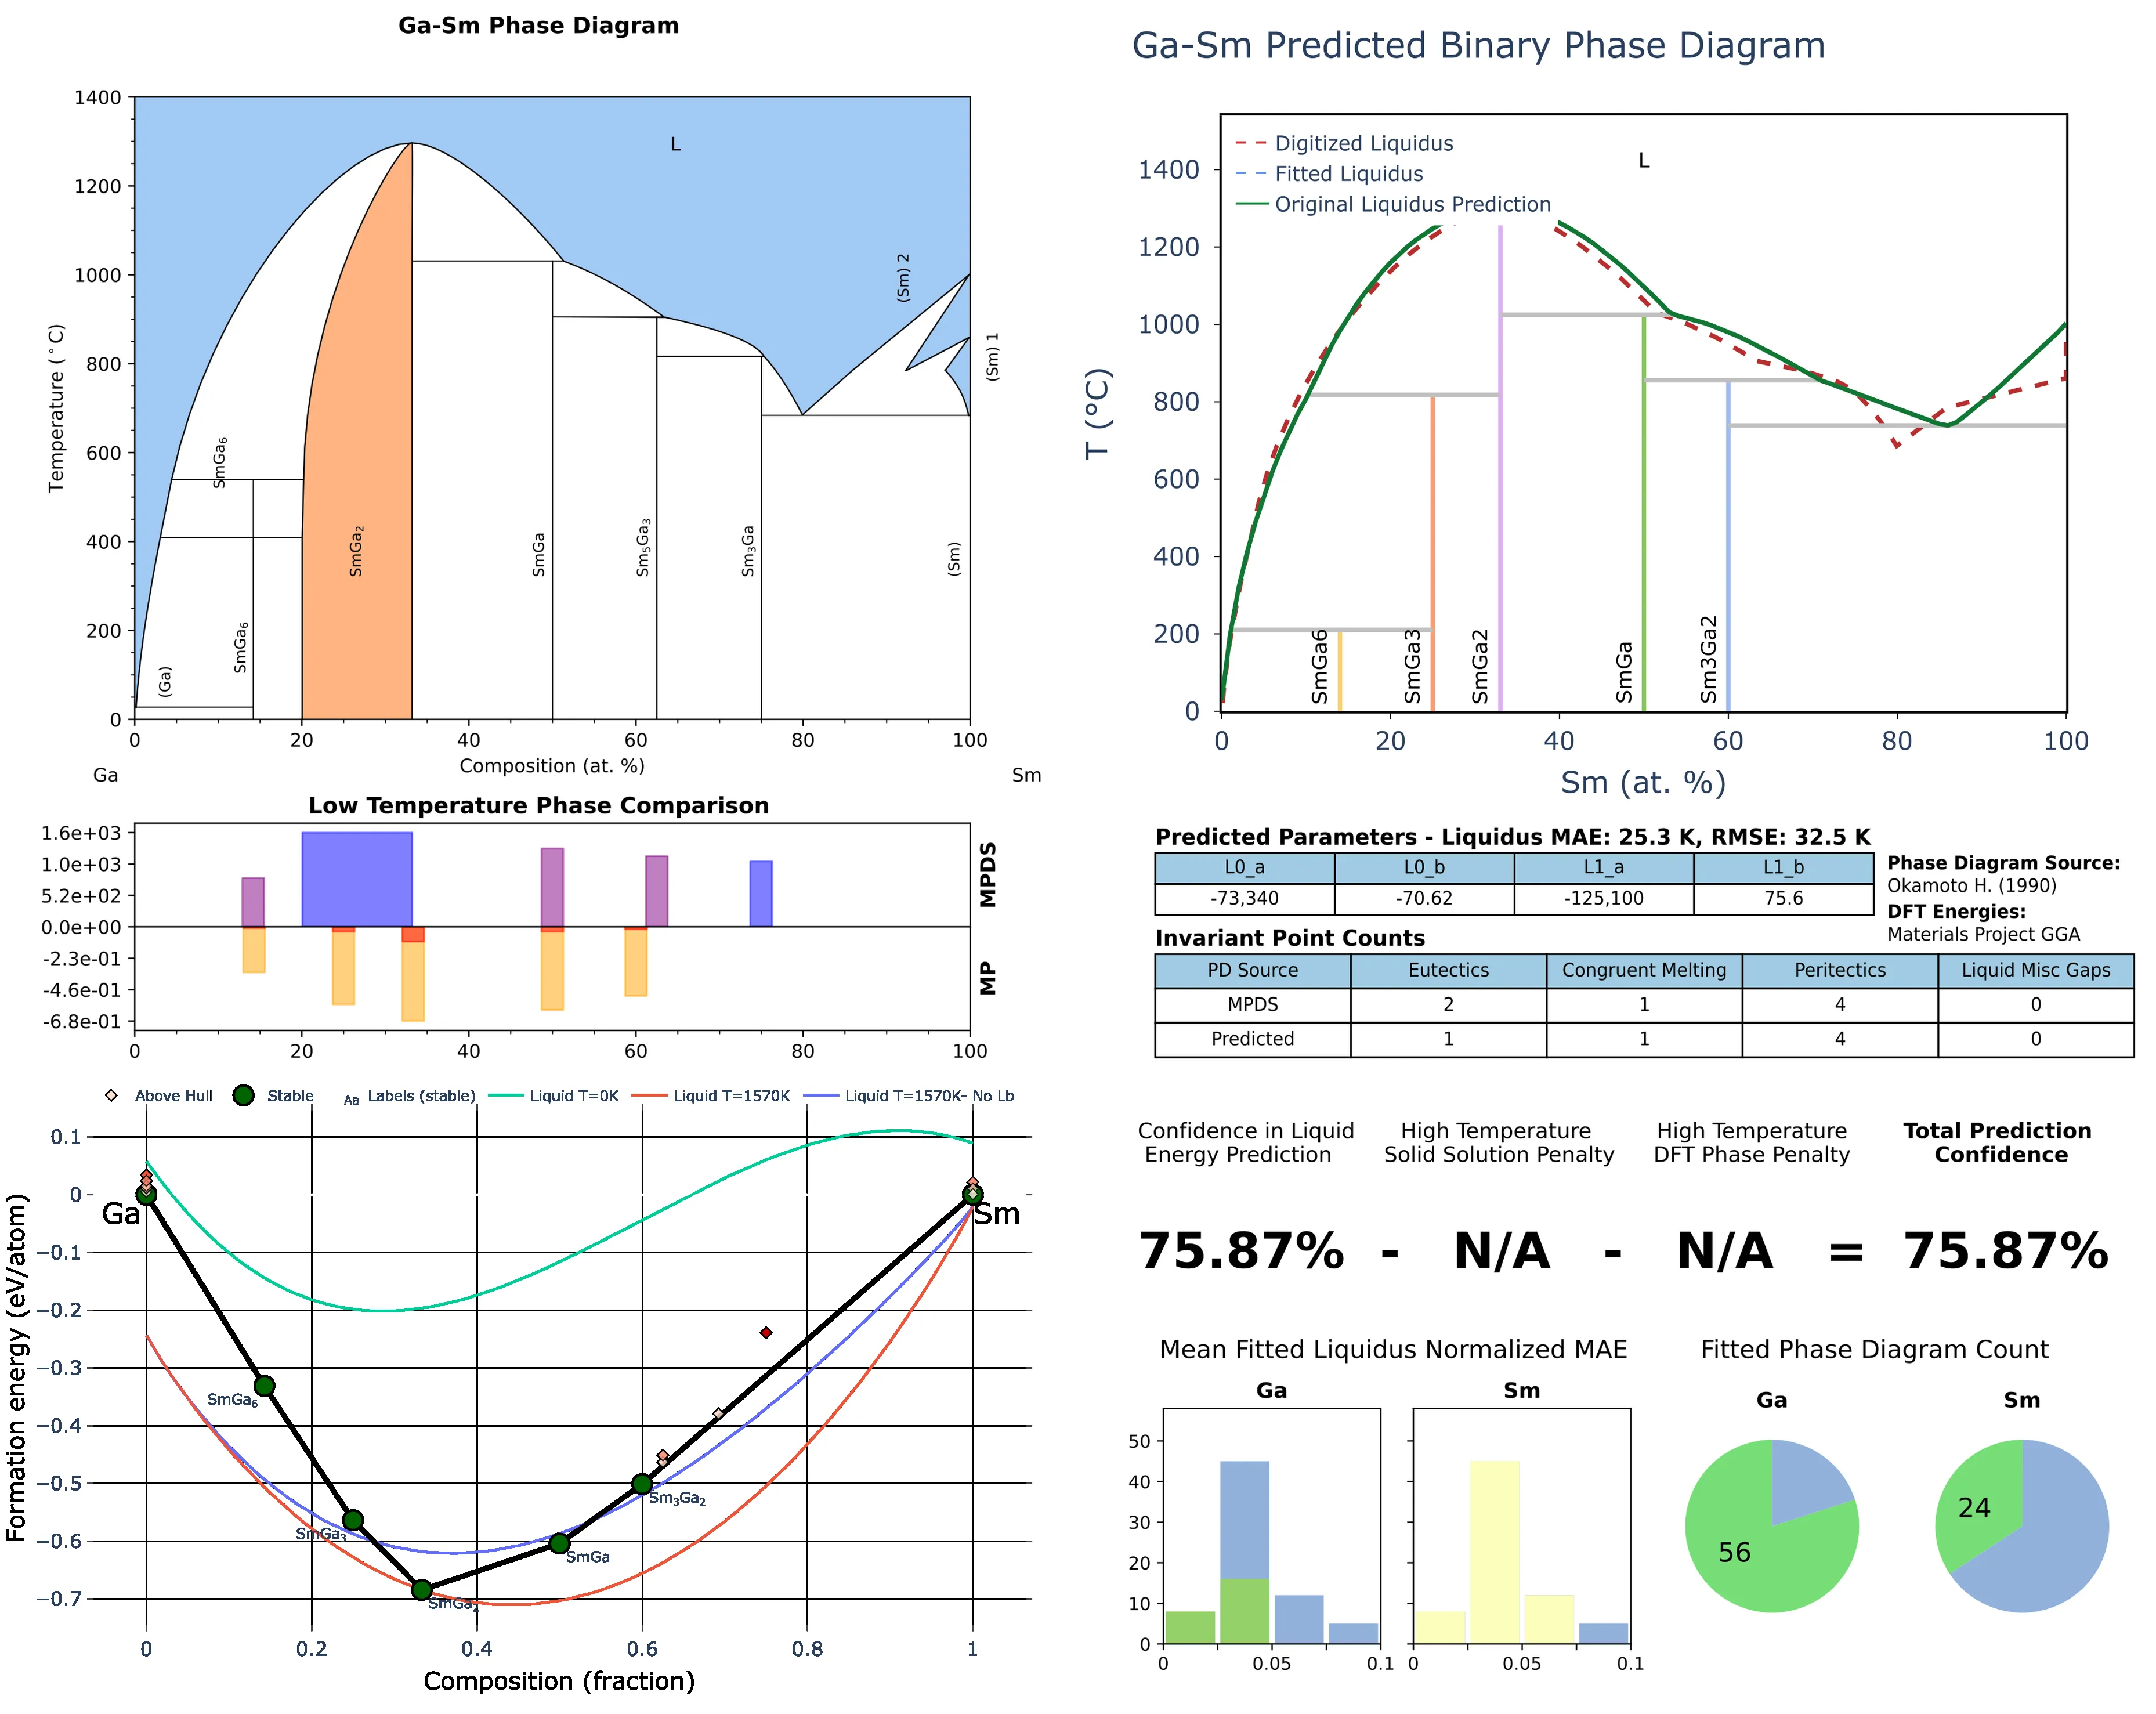 Ga-Sm Phase Diagram
1400
1200
1000
800
600
400
200
0
Temperature (°C)
L
(Sm) 2
(Sm) 1
SmGa6
SmGa2
SmGa
Sm5Ga3
Sm3Ga
(Sm)
SmGa6
(Ga)
0 20 40 60 80 100
Composition (at. %)
Ga Sm
Ga-Sm Predicted Binary Phase Diagram
Digitized Liquidus
Fitted Liquidus
Original Liquidus Prediction
L
1400
1200
1000
800
600
400
200
0
T (°C)
SmGa6
SmGa3
SmGa2
SmGa
Sm3Ga2
0 20 40 60 80 100
Sm (at. %)
Low Temperature Phase Comparison
1.6e+03
1.0e+03
5.2e+02
0.0e+00
-2.3e-01
-4.6e-01
-6.8e-01
MPDS
MP
0 20 40 60 80 100
Predicted Parameters - Liquidus MAE: 25.3 K, RMSE: 32.5 K
L0_a L0_b L1_a L1_b
-73,340 -70.62 -125,100 75.6
Phase Diagram Source:
Okamoto H. (1990)
DFT Energies:
Materials Project GGA
Invariant Point Counts
PD Source Eutectics Congruent Melting Peritectics Liquid Misc Gaps
MPDS 2 1 4 0
Predicted 1 1 4 0
Above Hull Stable Aa Labels (stable) Liquid T=0K Liquid T=1570K Liquid T=1570K- No Lb
0.1
0
−0.1
−0.2
−0.3
−0.4
−0.5
−0.6
−0.7
Formation energy (eV/atom)
Ga
Sm
SmGa6
SmGa3
SmGa2
SmGa
Sm3Ga2
0 0.2 0.4 0.6 0.8 1
Composition (fraction)
Confidence in Liquid
Energy Prediction
High Temperature
Solid Solution Penalty
High Temperature
DFT Phase Penalty
Total Prediction
Confidence
75.87% - N/A - N/A = 75.87%
Mean Fitted Liquidus Normalized MAE
Ga
Sm
50
40
30
20
10
0
0 0.05 0.1
0 0.05 0.1
Fitted Phase Diagram Count
Ga
Sm
56
24